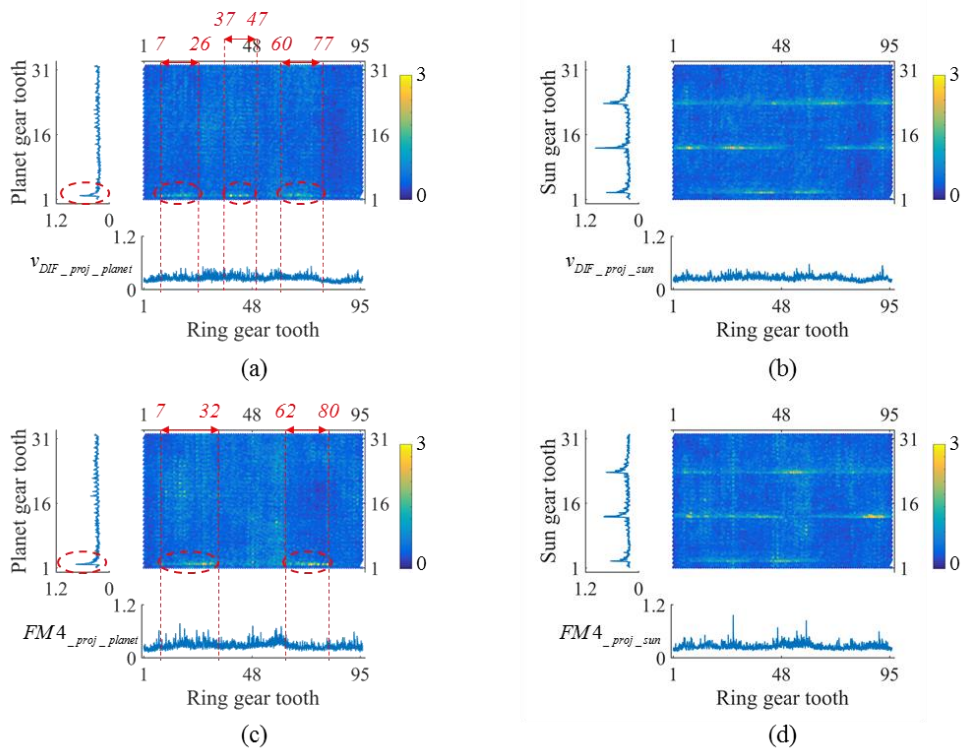 37 47
7 26 60 77
1 48 95
31
16
1
Planet gear tooth
31
16
1
3
0
1.2 0
1.2
0
v_DIF_proj_planet
1 48 95
Ring gear tooth
(a)
1 48 95
31
16
1
Sun gear tooth
31
16
1
3
0
1.2 0
1.2
0
v_DIF_proj_sun
1 48 95
Ring gear tooth
(b)
7 32 62 80
1 48 95
31
16
1
Planet gear tooth
31
16
1
3
0
1.2 0
1.2
0
FM4_proj_planet
1 48 95
Ring gear tooth
(c)
1 48 95
31
16
1
Sun gear tooth
31
16
1
3
0
1.2 0
1.2
0
FM4_proj_sun
1 48 95
Ring gear tooth
(d)